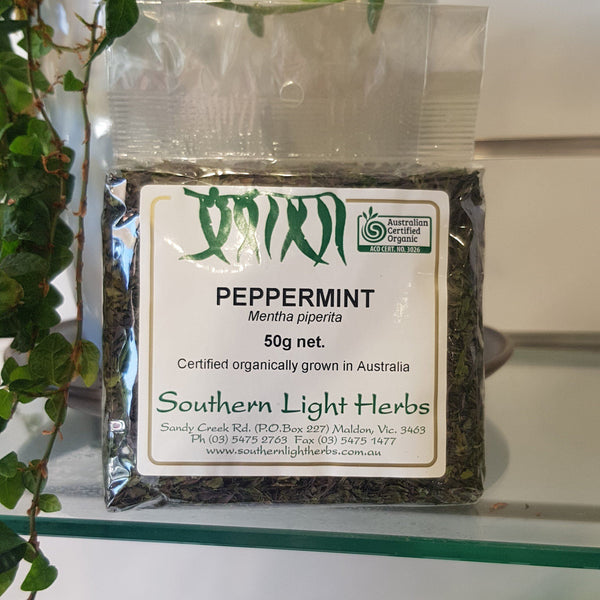 Australian
Certified
Organic
ACO CERT. NO. 3026
PEPPERMINT
Mentha piperita
50g net.
Certified organically grown in Australia
Southern Light Herbs
Sandy Creek Rd. (P.O.Box 227) Maldon, Vic. 3463
Ph (03) 5475 2763 Fax (03) 5475 1477
www.southernlightherbs.com.au